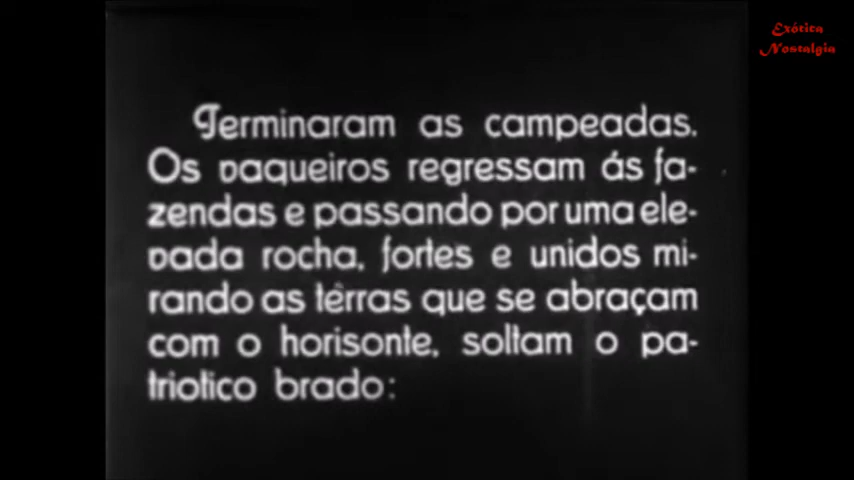 Exótica
Nostalgia
Terminaram as campeadas.
Os vaqueiros regressam ás fa-
zendas e passando por uma ele-
vada rocha, fortes e unidos mi-
rando as têrras que se abraçam
com o horisonte, soltam o pa-
triotico brado: